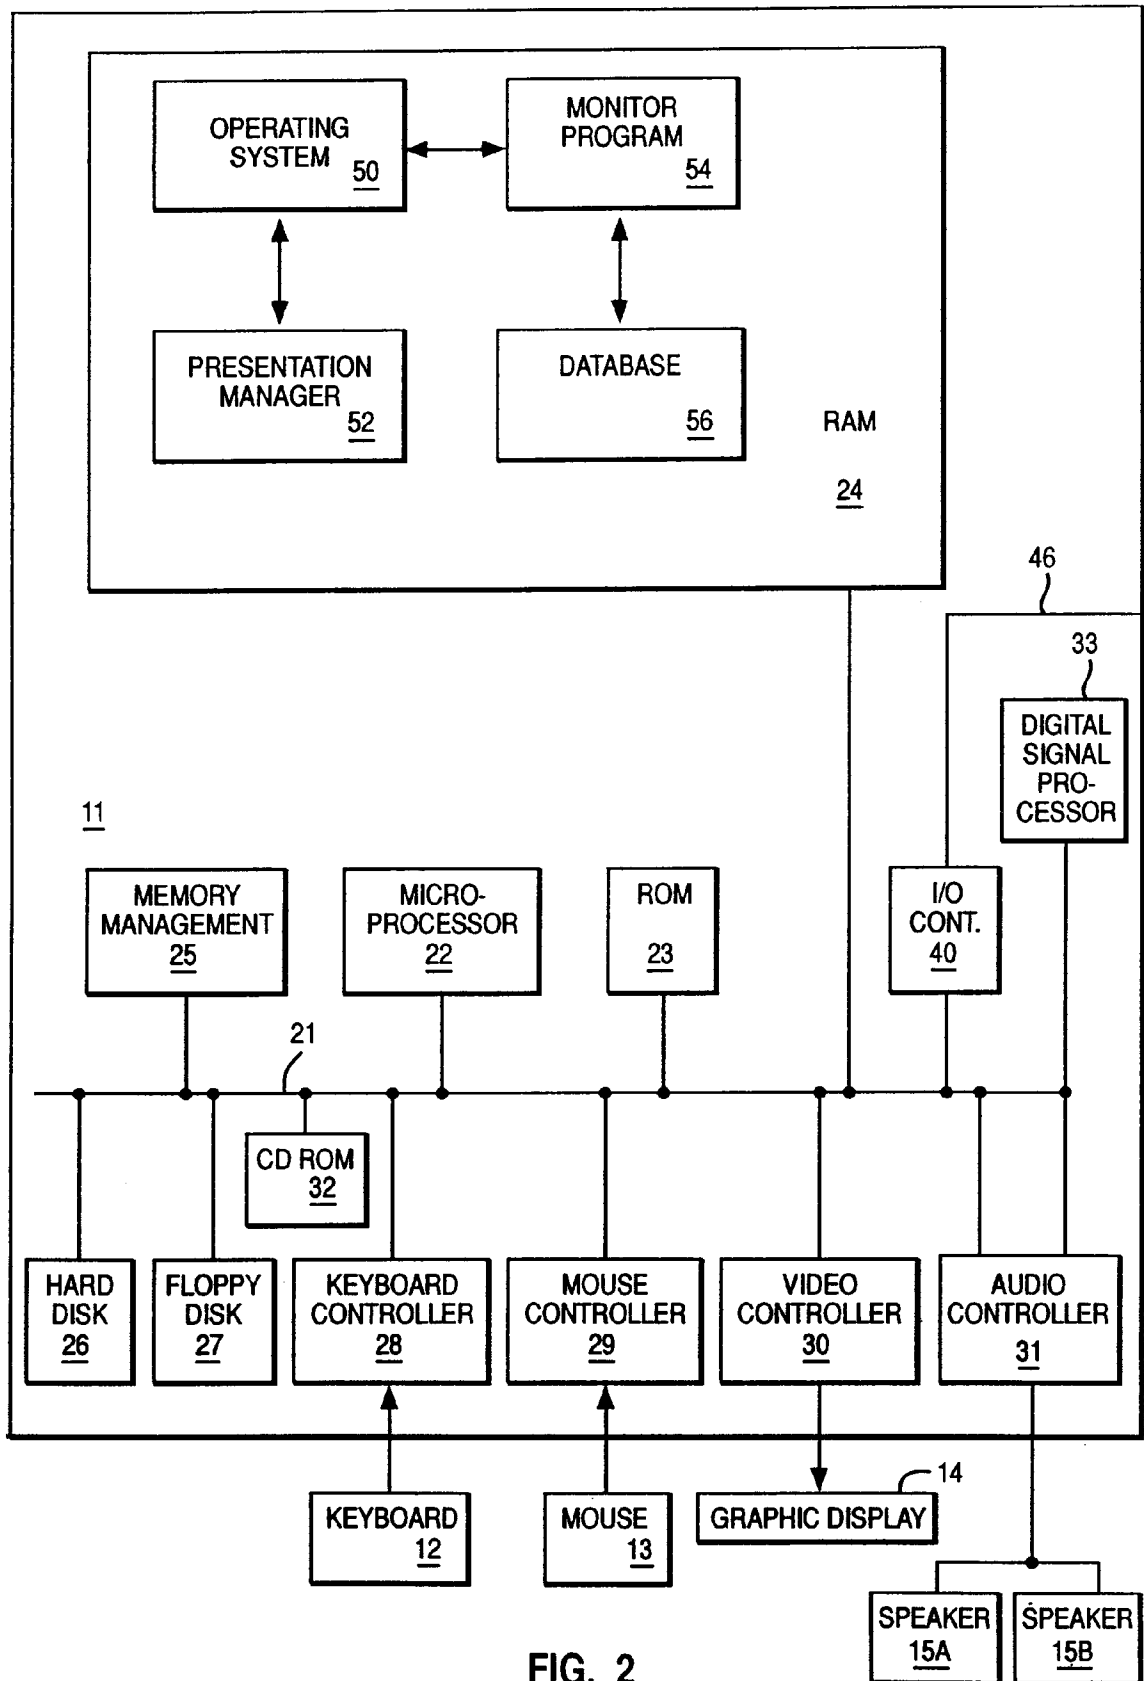 OPERATING
SYSTEM
50
MONITOR
PROGRAM
54
PRESENTATION
MANAGER
52
DATABASE
56
RAM
24
46
33
DIGITAL
SIGNAL
PRO-
CESSOR
11
MEMORY
MANAGEMENT
25
MICRO-
PROCESSOR
22
ROM
23
I/O
CONT.
40
21
CD ROM
32
HARD
DISK
26
FLOPPY
DISK
27
KEYBOARD
CONTROLLER
28
MOUSE
CONTROLLER
29
VIDEO
CONTROLLER
30
AUDIO
CONTROLLER
31
KEYBOARD
12
MOUSE
13
14
GRAPHIC DISPLAY
SPEAKER
15A
SPEAKER
15B
FIG. 2